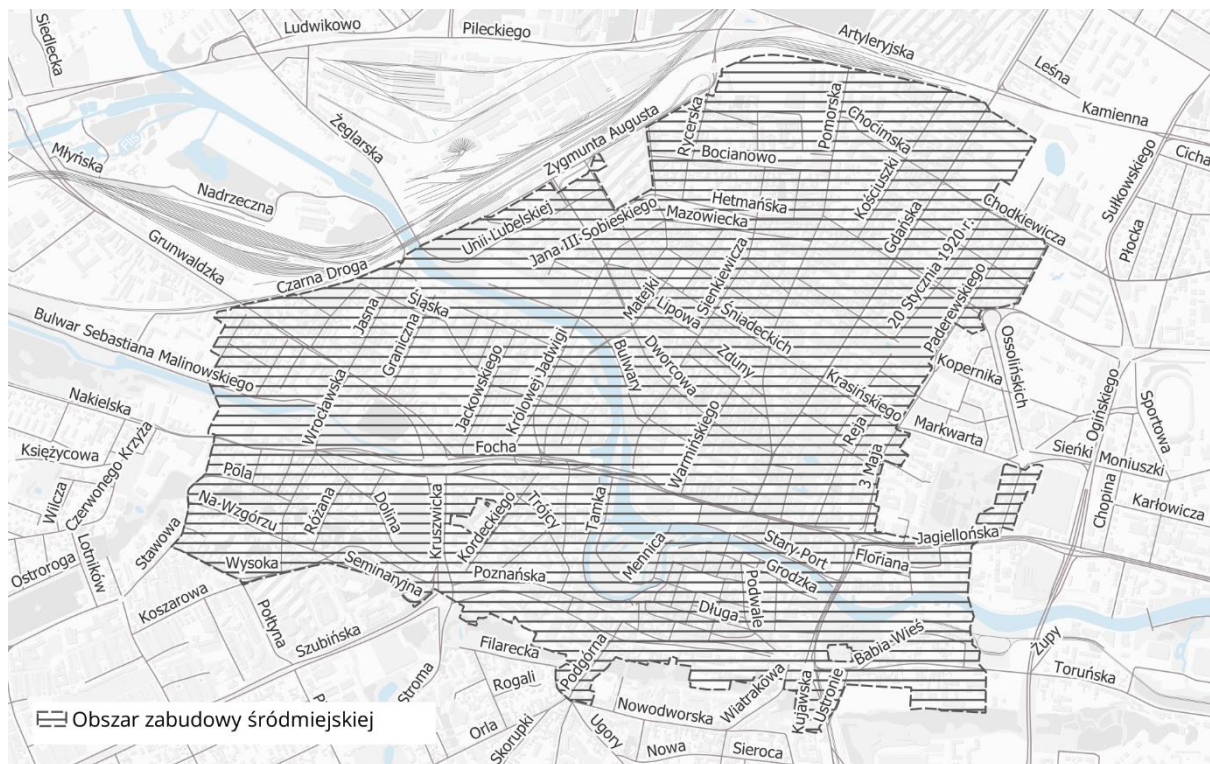 Siedlecka
Ludwikowo
Pileckiego
Artyleryjska
Leśna
Kamienna
Cicha
Żeglarska
Zygmunta Augusta
Rycerska
Pomorska
Chocimska
Sułkowskiego
Młyńska
Bocianowo
Kościuszki
Nadrzeczna
Hetmańska
Chodkiewicza
Płocka
Unii Lubelskiej
Mazowiecka
Gdańska
Jana III Sobieskiego
Grunwaldzka
Czarna Droga
Sienkiewicza
20 Stycznia 1920 r.
Matejki
Paderewskiego
Jasna
Śląska
Lipowa
Śniadeckich
Bulwar Sebastiana Malinowskiego
Graniczna
Ossolińskich
Królowej Jadwigi
Bulwary
Dworcowa
Zduny
Kopernika
Jackowskiego
Krasińskiego
Nakielska
Wrocławska
Warmińskiego
Reja
Markwarta
Ogińskiego
Sportowa
Focha
3 Maja
Sieńki
Moniuszki
Księżycowa
Czerwonego Krzyża
Pola
Wilcza
Na Wzgórzu
Różana
Dolina
Kruszwicka
Kordeckiego
Trójcy
Tamka
Chopina
Karłowicza
Stawowa
Jagiellońska
Lotników
Ostroroga
Wysoka
Seminaryjna
Mennica
Stary Port
Floriana
Poznańska
Grodzka
Podwale
Koszarowa
Połtyna
Długa
Szubińska
Filarecka
Podgórna
Babia Wieś
Żupy
Toruńska
Stroma
Rogali
Wiatrakowa
Kujawska
Ustronie
Nowodworska
Obszar zabudowy śródmiejskiej
Orla
Skorupki
Ugory
Nowa
Sieroca